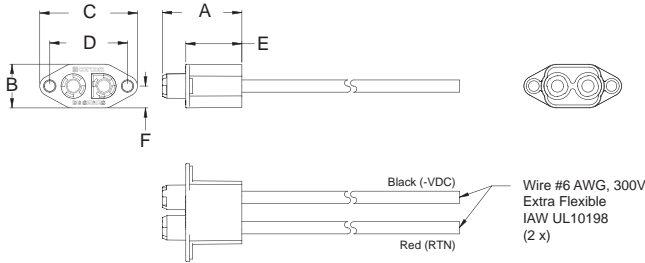 A
C
D
E
B
F
Black (-VDC)
Red (RTN)
Wire #6 AWG, 300V
Extra Flexible
IAW UL10198
(2 x)